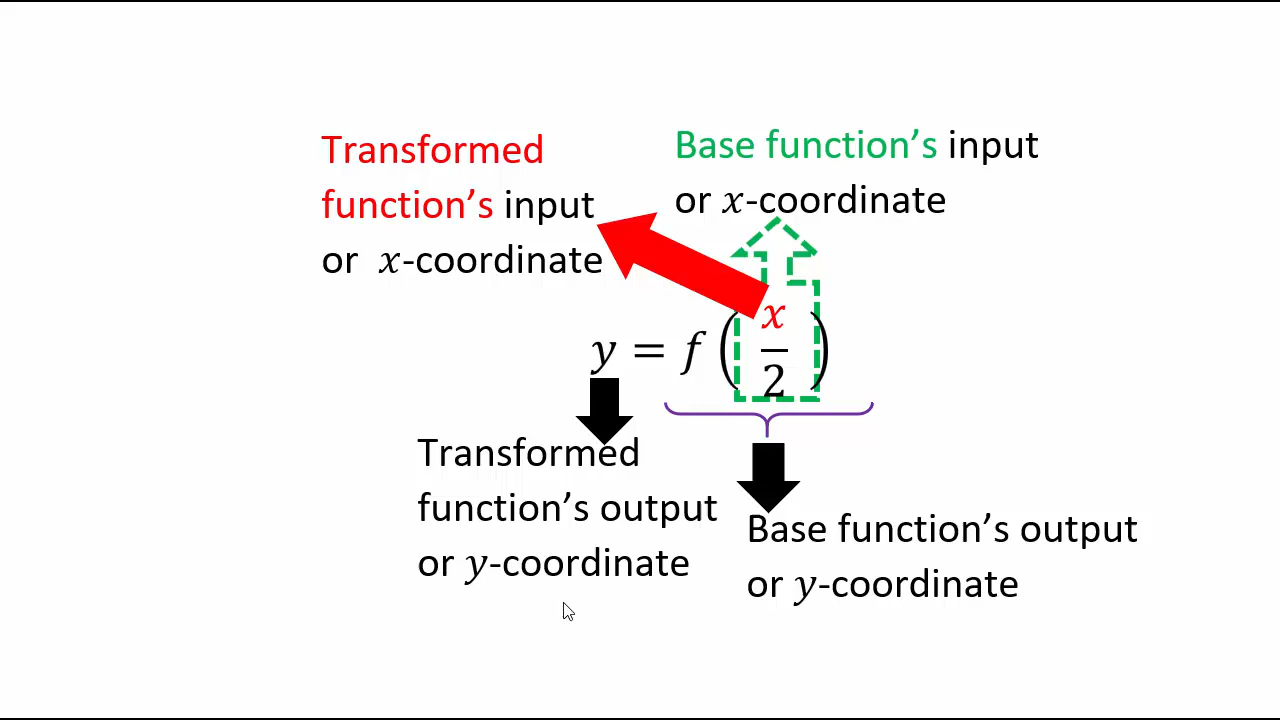 Transformed
function’s input
or 𝑥-coordinate
Base function’s input
or 𝑥-coordinate
𝑦 = 𝑓 (𝑥/2)
Transformed
function’s output
or 𝑦-coordinate
Base function’s output
or 𝑦-coordinate